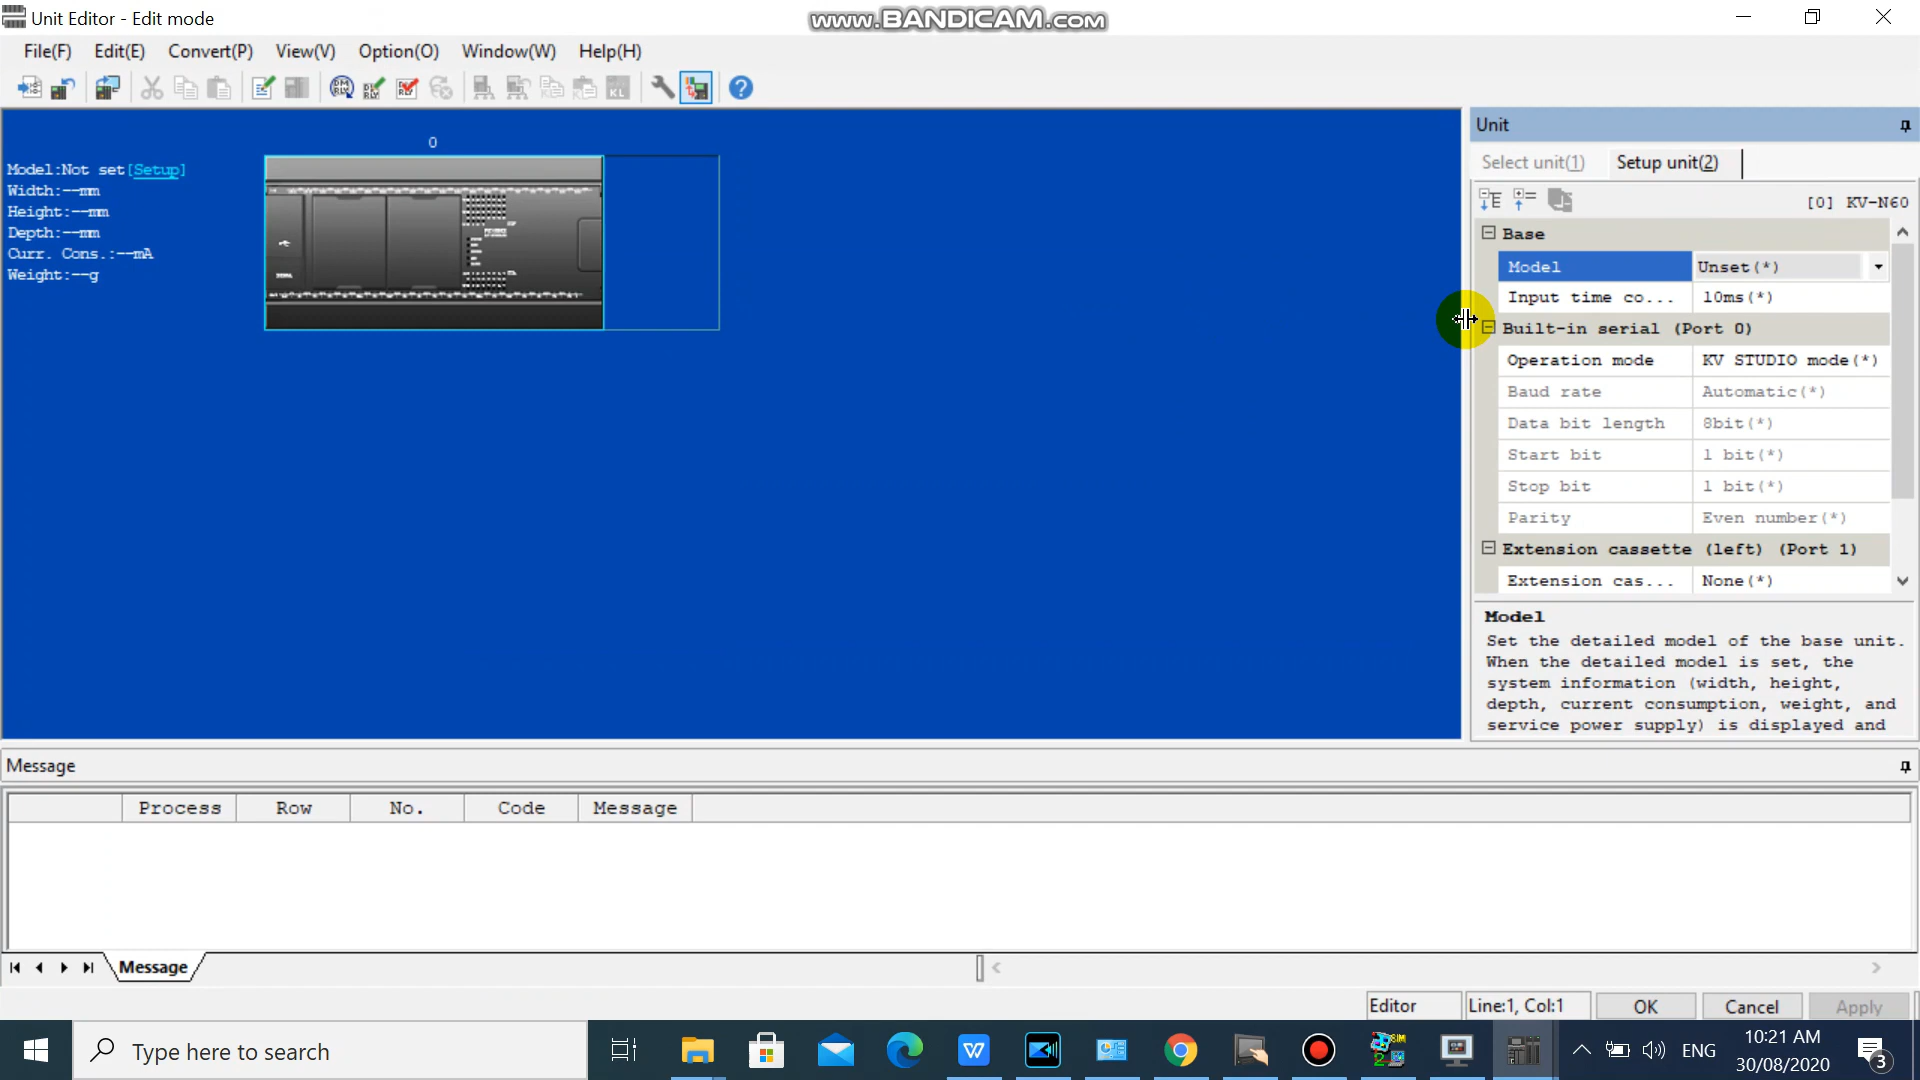 Unit Editor - Edit mode
www.BANDICAM.com
File(F) Edit(E) Convert(P) View(V) Option(O) Window(W) Help(H)
0
Model:Not set[Setup]
Width:--mm
Height:--mm
Depth:--mm
Curr. Cons.:--mA
Weight:--g
Unit
Select unit(1) Setup unit(2)
[0] KV-N60
Base
Model Unset(*)
Input time co... 10ms(*)
Built-in serial (Port 0)
Operation mode KV STUDIO mode(*)
Baud rate Automatic(*)
Data bit length 8bit(*)
Start bit 1 bit(*)
Stop bit 1 bit(*)
Parity Even number(*)
Extension cassette (left) (Port 1)
Extension cas... None(*)
Model
Set the detailed model of the base unit.
When the detailed model is set, the
system information (width, height,
depth, current consumption, weight, and
service power supply) is displayed and
Message
Process Row No. Code Message
Message
Editor Line:1, Col:1 OK Cancel Apply
Type here to search
ENG
10:21 AM
30/08/2020
3